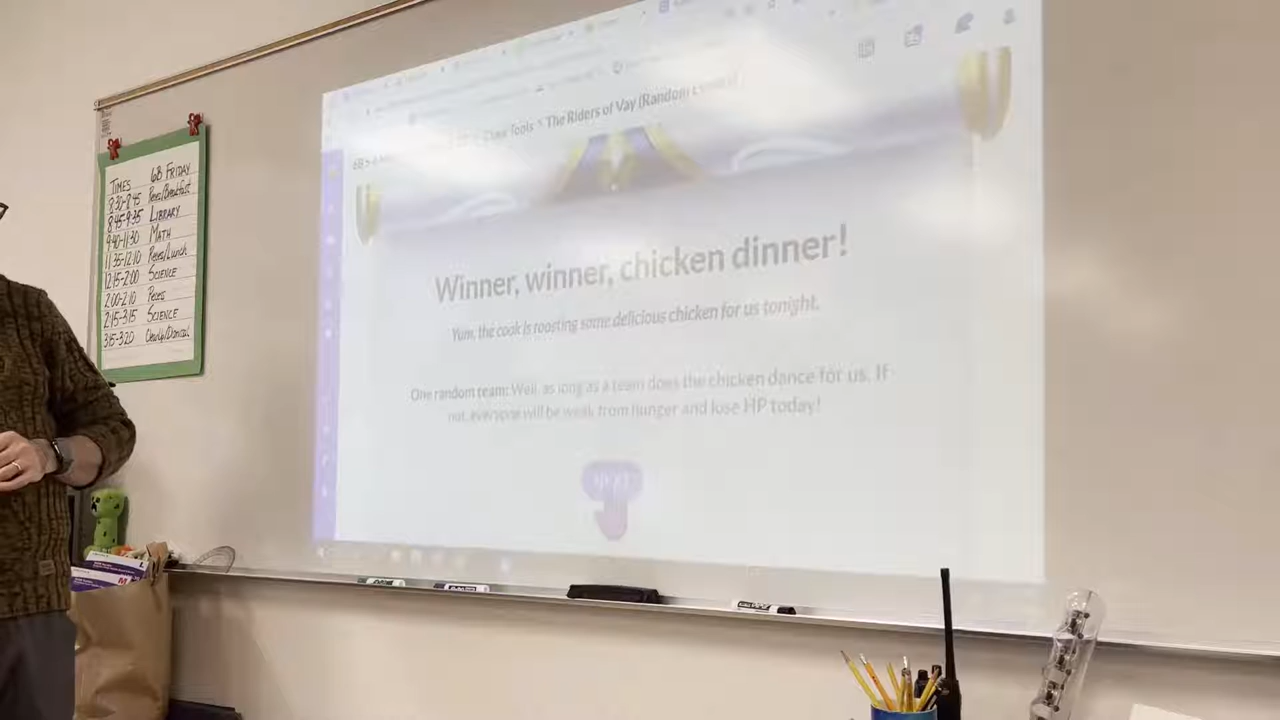 TIMES 6B FRIDAY
8:30-8:45 Recess/Breakfast
8:45-9:35 LIBRARY
9:40-11:30 MATH
11:35-12:10 Recess/Lunch
12:15-2:00 SCIENCE
2:00-2:10 Recess
2:15-3:15 SCIENCE
3:15-3:20 Cleanup/Dismissal
Tools > The Riders of Vay (Random
Winner, winner, chicken dinner!
Yum, the cook is roasting some delicious chicken for us tonight.
One random team: Well, as long as a team does the chicken dance for us. If
not, everyone will be weak from hunger and lose HP today!